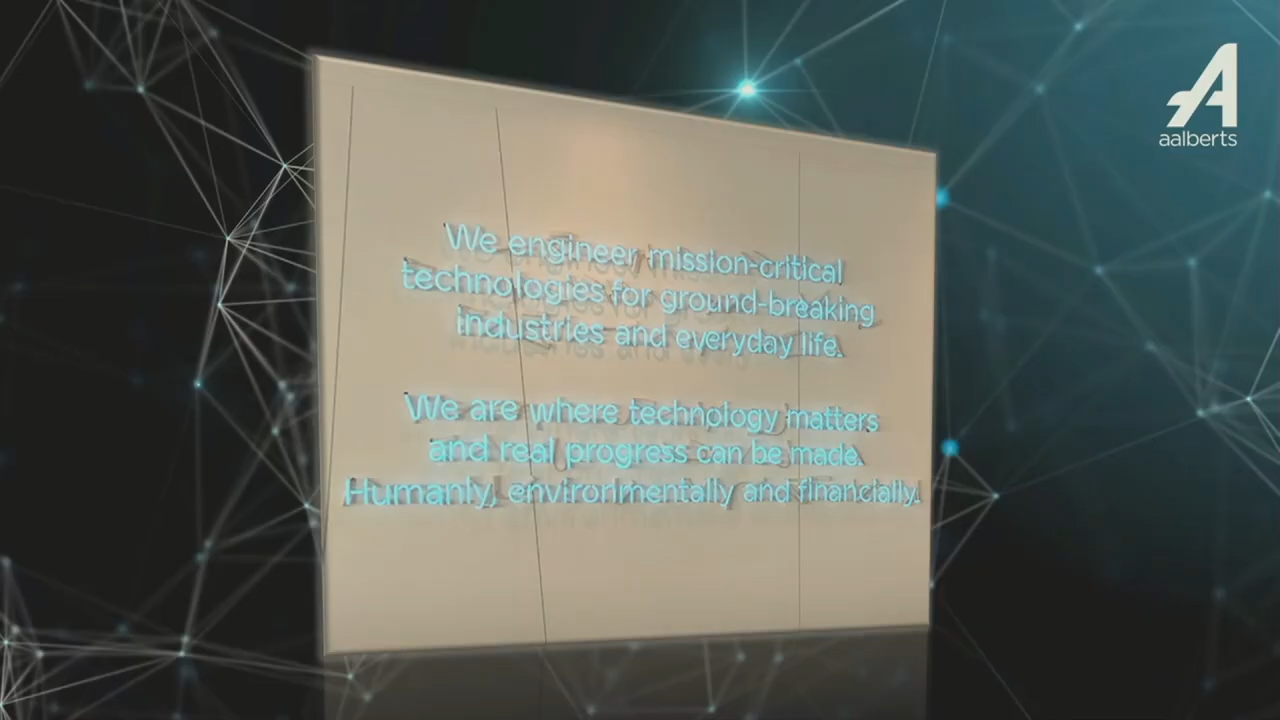 aalberts
We engineer mission-critical
technologies for ground-breaking
industries and everyday life.
We are where technology matters
and real progress can be made.
Humanly, environmentally and financially.